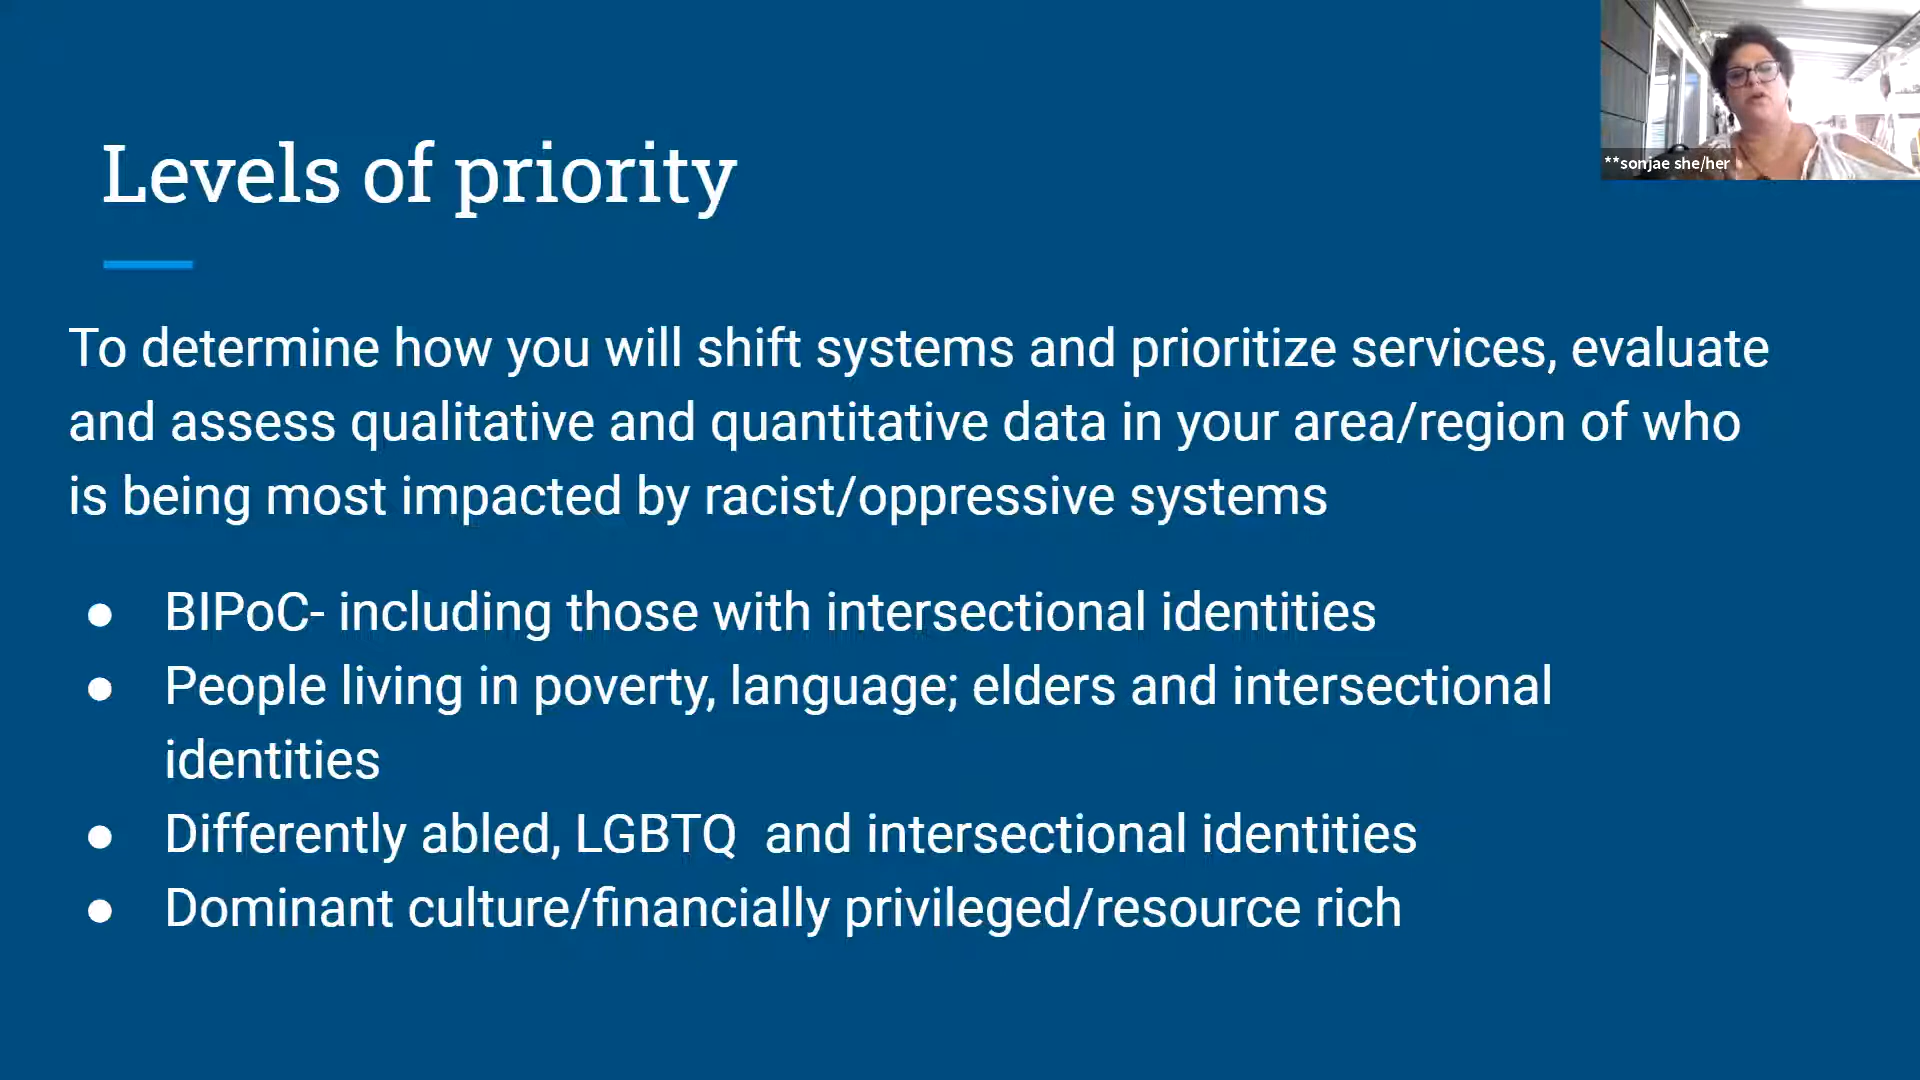 Levels of priority
**sonjae she/her
To determine how you will shift systems and prioritize services, evaluate
and assess qualitative and quantitative data in your area/region of who
is being most impacted by racist/oppressive systems
● BIPoC- including those with intersectional identities
● People living in poverty, language; elders and intersectional
identities
● Differently abled, LGBTQ  and intersectional identities
● Dominant culture/financially privileged/resource rich